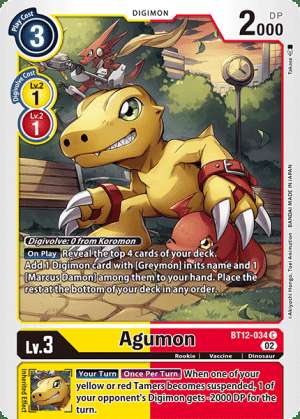 Play Cost
3
DIGIMON
DP
2000
Digivolve Cost
Lv.2
1
Lv.2
1
Digivolve: 0 from Koromon
On Play Reveal the top 4 cards of your deck.
Add 1 Digimon card with [Greymon] in its name and 1
[Marcus Damon] among them to your hand. Place the
rest at the bottom of your deck in any order.
BT12-034 C
Lv.3
Agumon
02
Rookie
Vaccine
Dinosaur
Inherited Effect
Your Turn Once Per Turn When one of your
yellow or red Tamers becomes suspended, 1 of
your opponent's Digimon gets -2000 DP for the
turn.